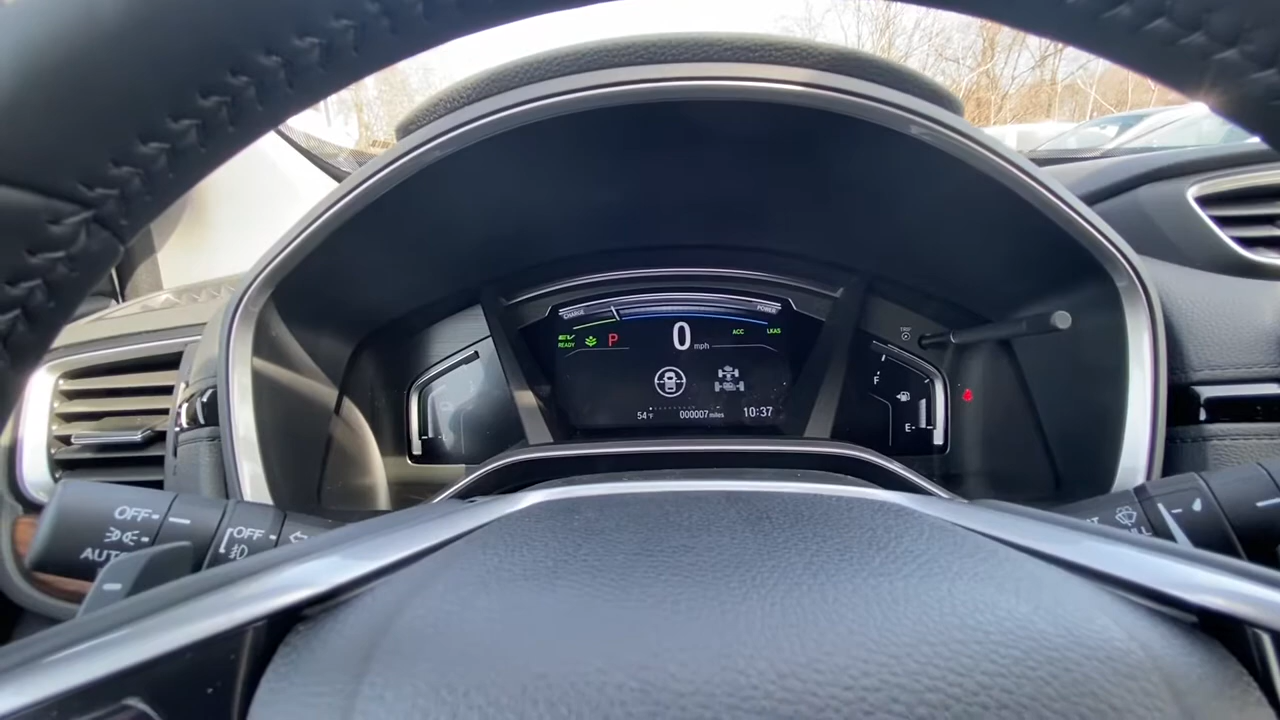 CHARGE
POWER
EV
READY
P
0 mph
ACC
LKAS
TRIP
F
E
54 °F
000007 miles
10:37
OFF
AUTO
OFF